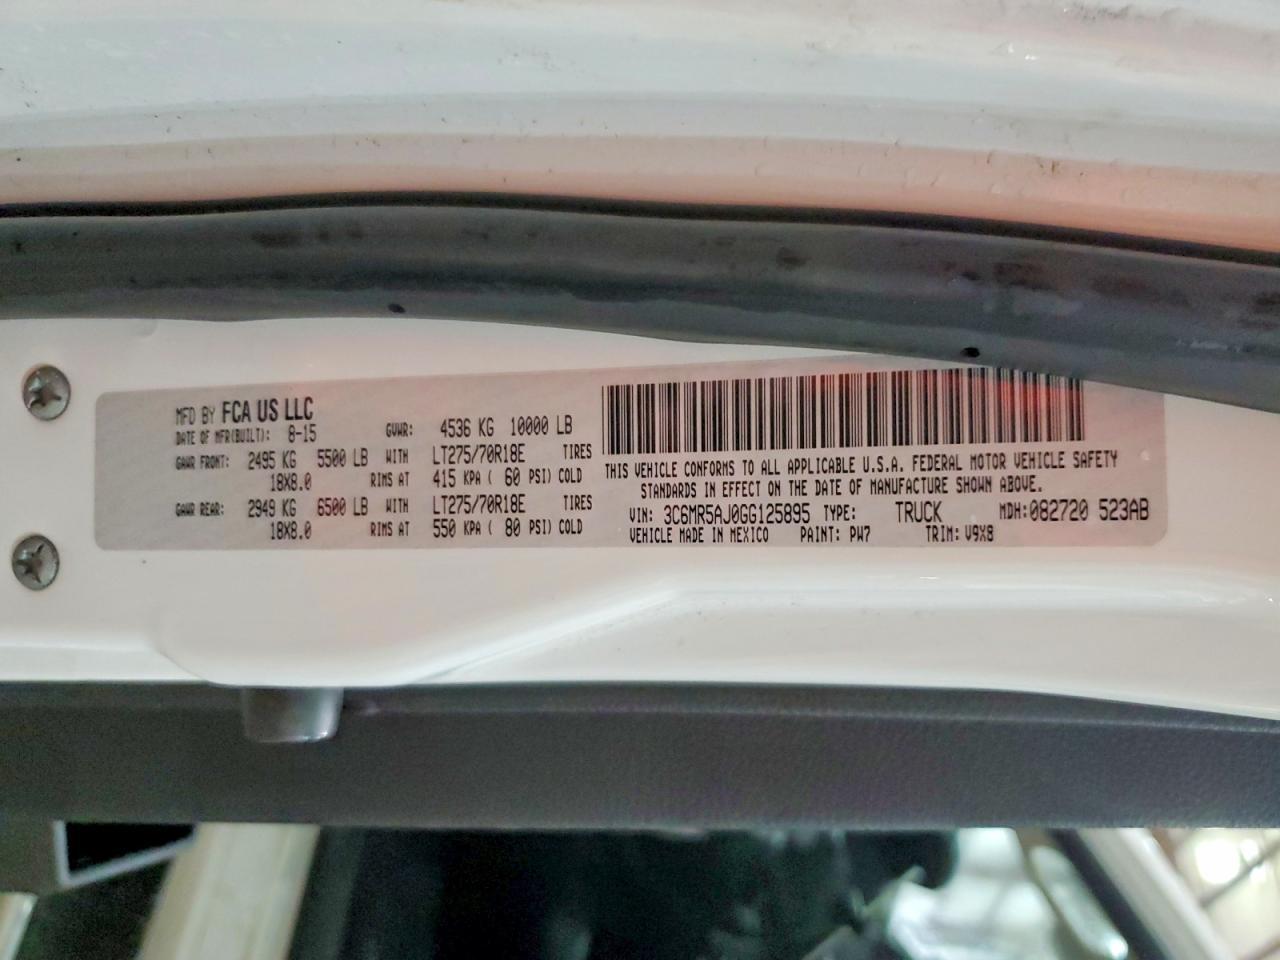 MFD BY FCA US LLC
DATE OF MFR(BUILT): 8-15 GVWR: 4536 KG 10000 LB
GAWR FRONT: 2495 KG 5500 LB WITH LT275/70R18E TIRES
18X8.0 RIMS AT 415 KPA ( 60 PSI) COLD
GAWR REAR: 2949 KG 6500 LB WITH LT275/70R18E TIRES
18X8.0 RIMS AT 550 KPA ( 80 PSI) COLD
THIS VEHICLE CONFORMS TO ALL APPLICABLE U.S.A. FEDERAL MOTOR VEHICLE SAFETY
STANDARDS IN EFFECT ON THE DATE OF MANUFACTURE SHOWN ABOVE.
VIN: 3C6MR5AJ0GG125895 TYPE: TRUCK MDH:082720 523AB
VEHICLE MADE IN MEXICO PAINT: PW7 TRIM: V9X8